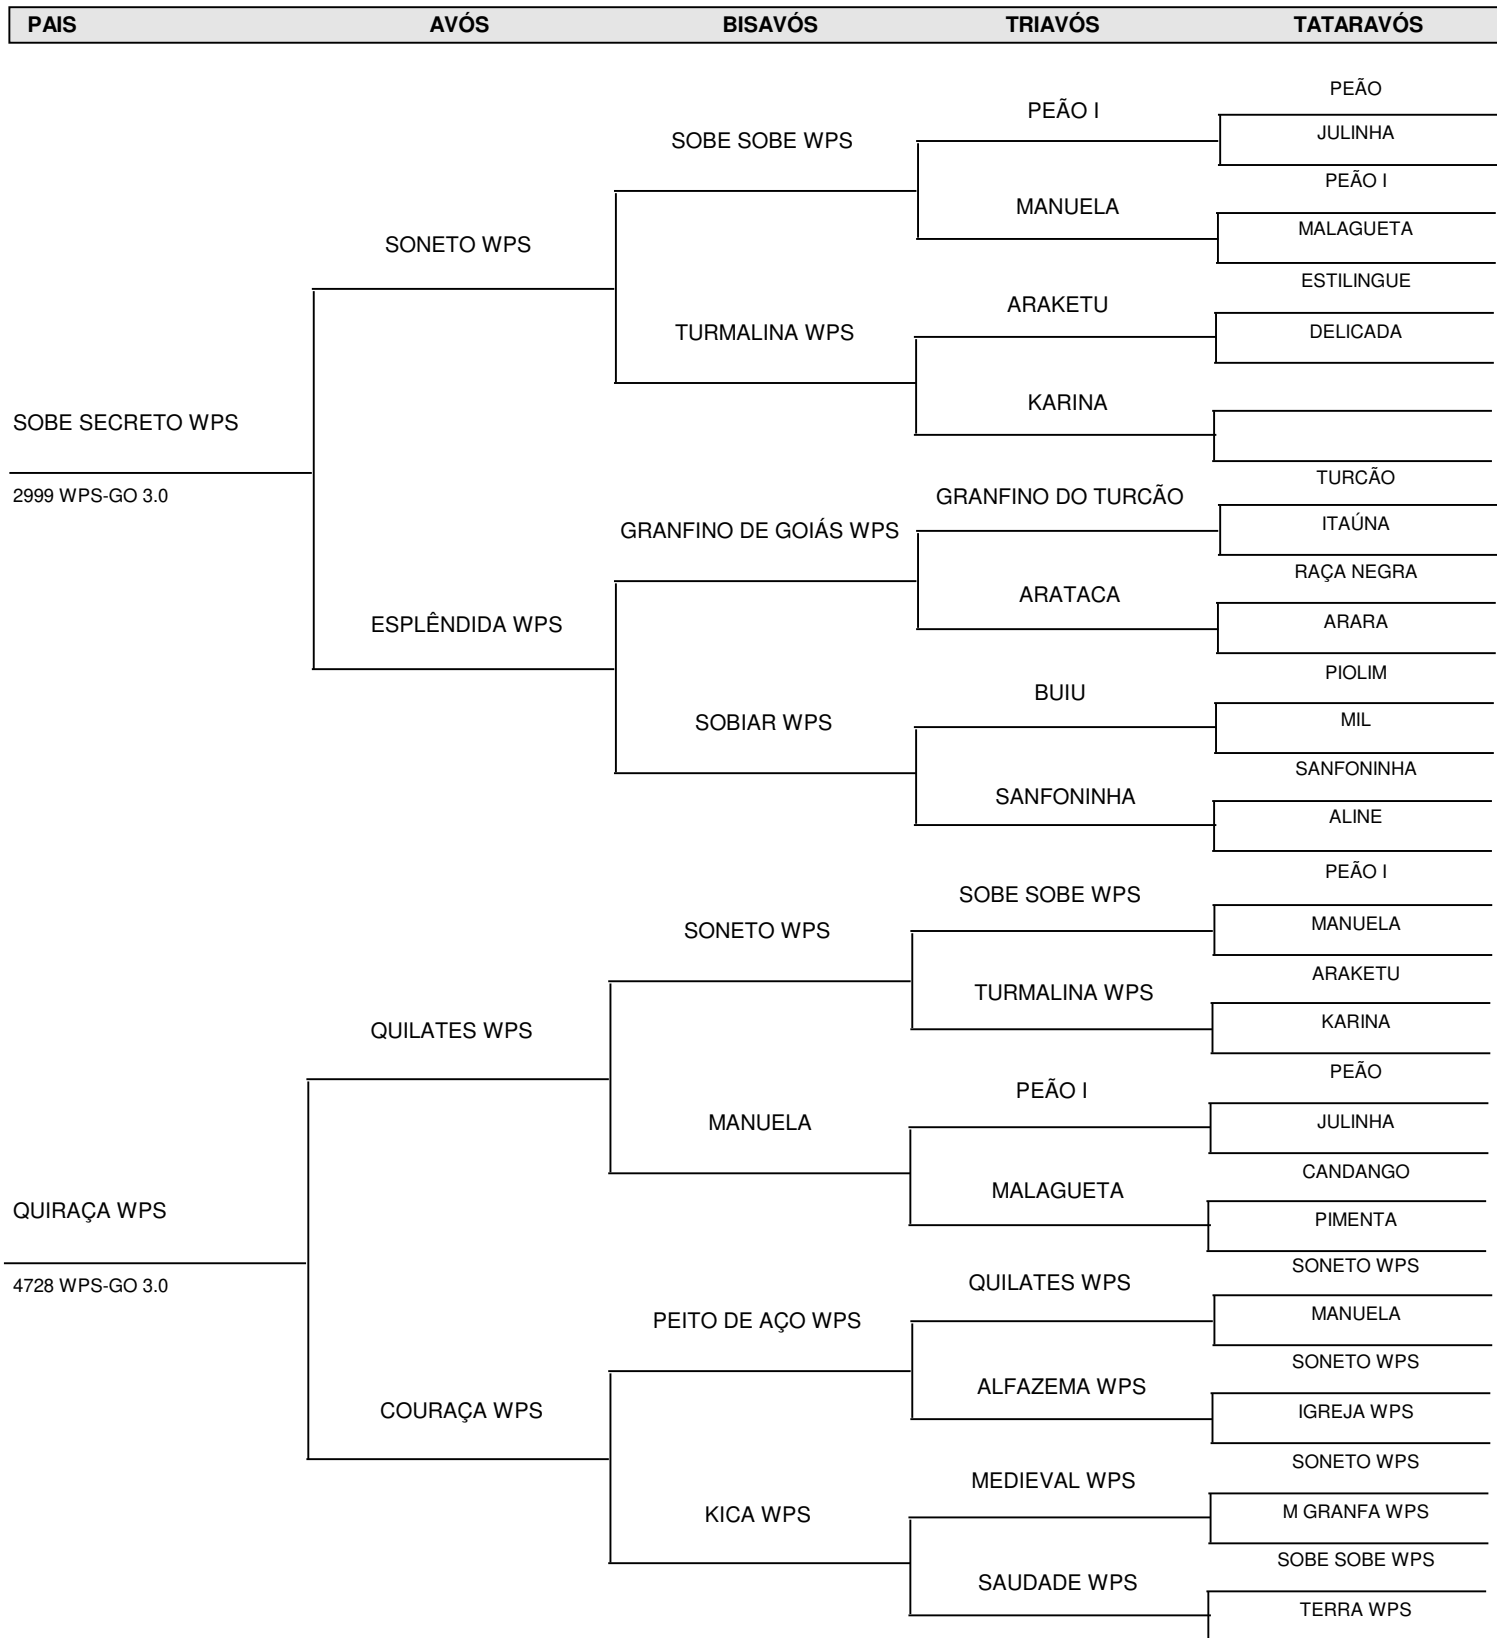 PAIS AVÓS BISAVÓS TRIAVÓS TATARAVÓS
PEÃO
PEÃO I
JULINHA
SOBE SOBE WPS
PEÃO I
MANUELA
MALAGUETA
SONETO WPS
ESTILINGUE
ARAKETU
TURMALINA WPS
DELICADA
KARINA
SOBE SECRETO WPS
TURCÃO
2999 WPS-GO 3.0
GRANFINO DO TURCÃO
ITAÚNA
GRANFINO DE GOIÁS WPS
RAÇA NEGRA
ARATACA
ARARA
ESPLÊNDIDA WPS
PIOLIM
BUIU
MIL
SOBIAR WPS
SANFONINHA
SANFONINHA
ALINE
PEÃO I
SOBE SOBE WPS
MANUELA
SONETO WPS
ARAKETU
TURMALINA WPS
KARINA
QUILATES WPS
PEÃO
PEÃO I
JULINHA
MANUELA
CANDANGO
MALAGUETA
QUIRAÇA WPS
PIMENTA
SONETO WPS
QUILATES WPS
4728 WPS-GO 3.0
MANUELA
PEITO DE AÇO WPS
SONETO WPS
ALFAZEMA WPS
COURAÇA WPS
IGREJA WPS
SONETO WPS
MEDIEVAL WPS
M GRANFA WPS
KICA WPS
SOBE SOBE WPS
SAUDADE WPS
TERRA WPS